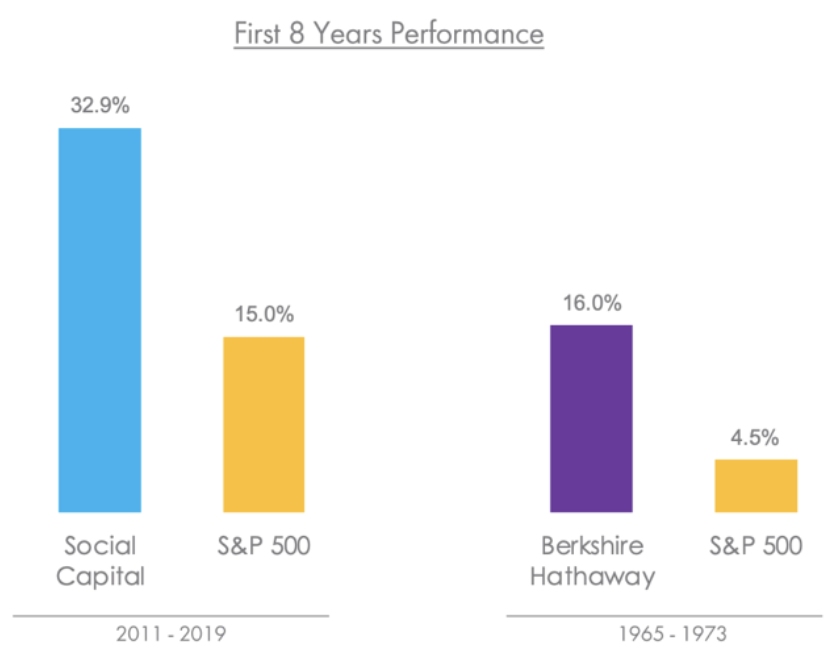 First 8 Years Performance
32.9%
15.0%
16.0%
4.5%
Social
Capital
S&P 500
Berkshire
Hathaway
S&P 500
2011 - 2019
1965 - 1973